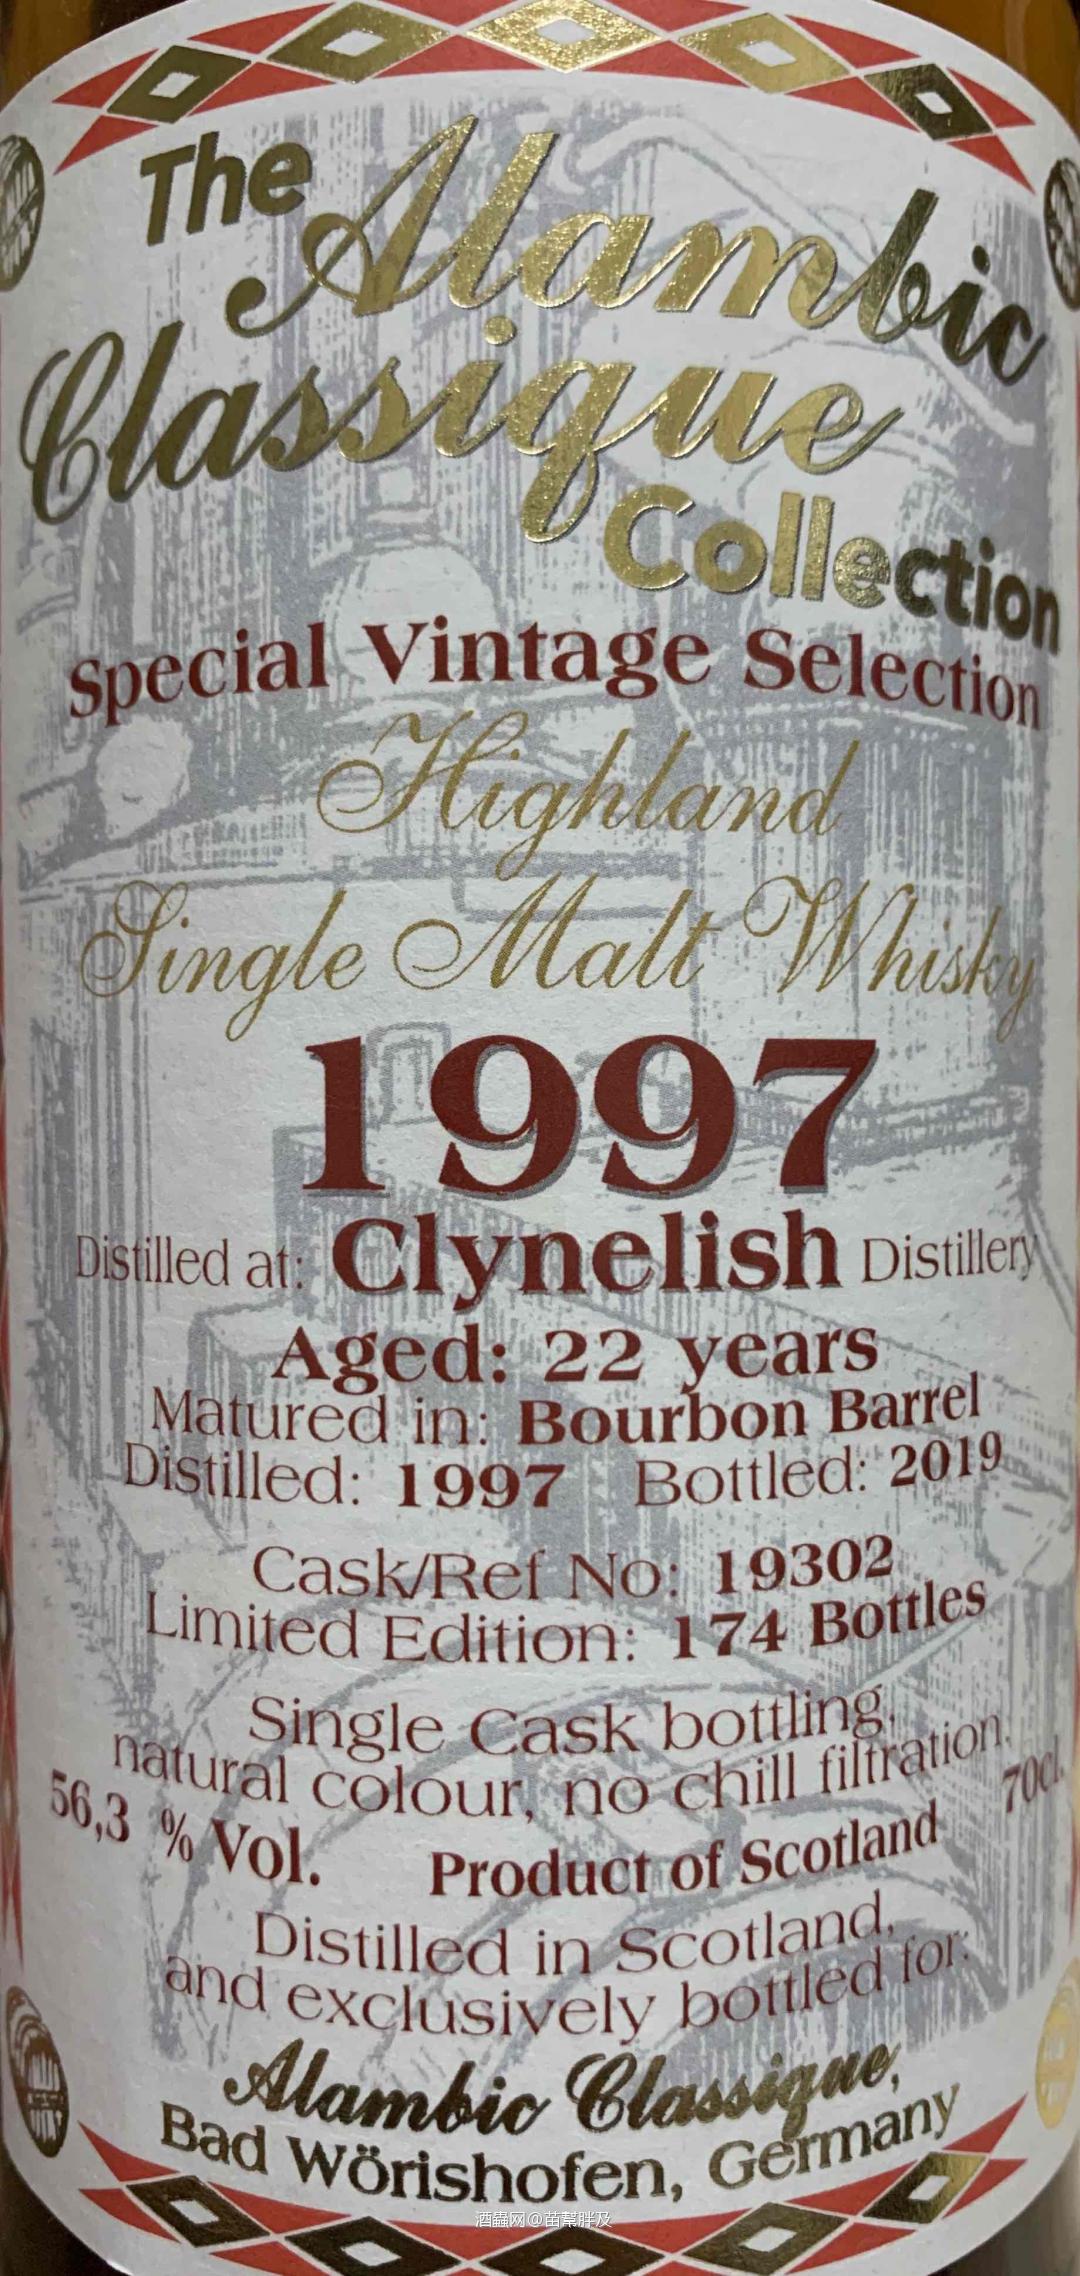 The Alambic
Classique
Collection
Special Vintage Selection
Highland
Single Malt Whisky
1997
Distilled at: Clynelish Distillery
Aged: 22 years
Matured in: Bourbon Barrel
Distilled: 1997 Bottled: 2019
Cask/Ref No: 19302
Limited Edition: 174 Bottles
Single Cask bottling,
natural colour, no chill filtration,
56,3 % Vol. Product of Scotland 70cl.
Distilled in Scotland,
and exclusively bottled for:
Alambic Classique,
Bad Wörishofen, Germany
酒蟲网@苗幫胖及